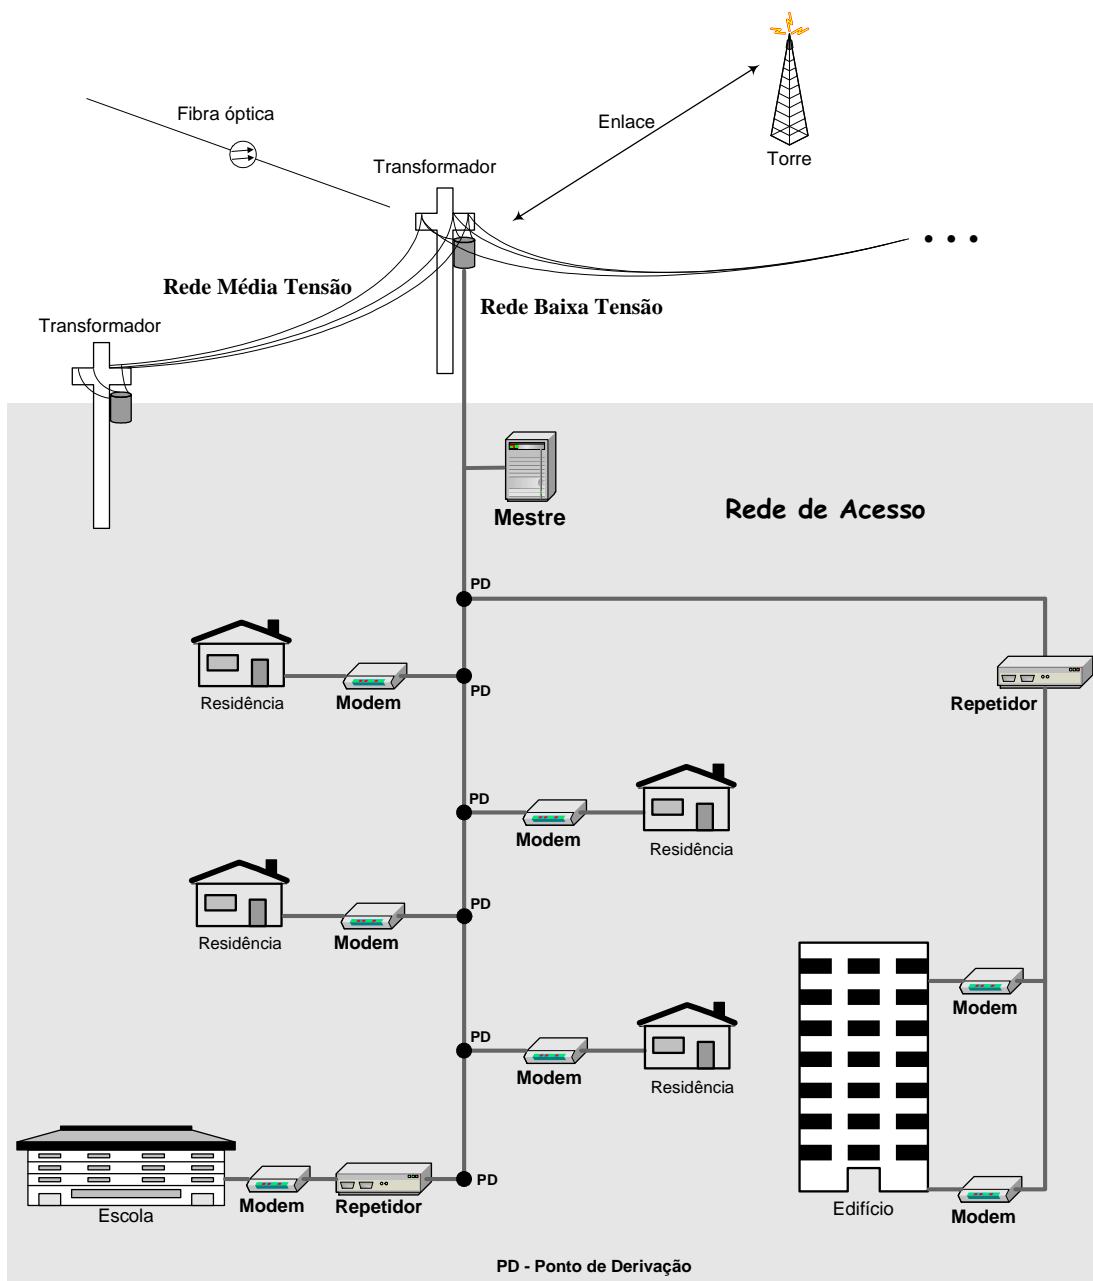 Fibra óptica
Enlace
Torre
Transformador
Rede Média Tensão
Rede Baixa Tensão
Transformador
Mestre
Rede de Acesso
PD
PD
Residência
Modem
Repetidor
PD
Modem
Residência
PD
Residência
Modem
Modem
PD
Modem
Residência
PD
Escola
Modem
Repetidor
Edifício
Modem
PD - Ponto de Derivação